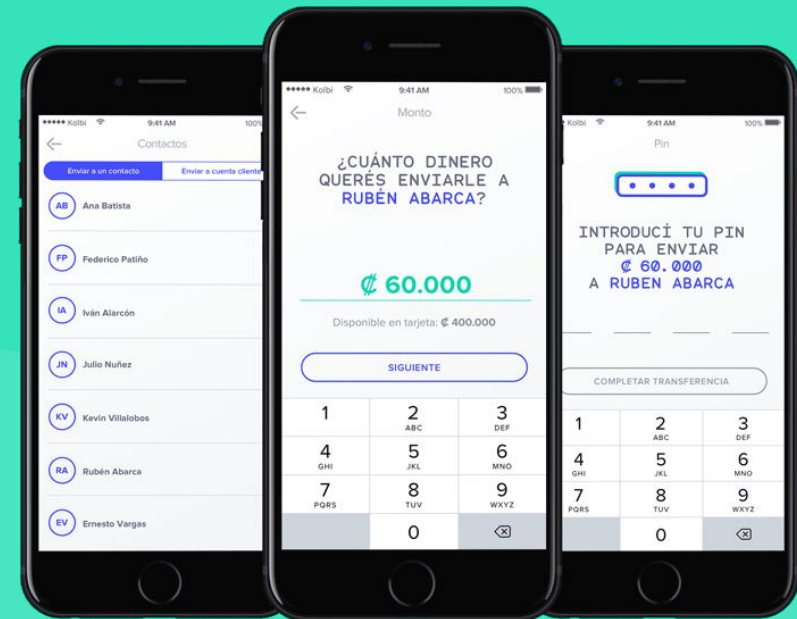 Kolbi
9:41 AM
100%
Contactos
Enviar a un contacto
Enviar a cuenta cliente
AB Ana Batista
FP Federico Patiño
IA Iván Alarcón
JN Julio Nuñez
KV Kevin Villalobos
RA Rubén Abarca
EV Ernesto Vargas
Kolbi
9:41 AM
100%
Monto
¿CUÁNTO DINERO
QUERÉS ENVIARLE A
RUBÉN ABARCA?
₡ 60.000
Disponible en tarjeta: ₡ 400.000
SIGUIENTE
1 2 3
ABC DEF
4 5 6
GHI JKL MNO
7 8 9
PQRS TUV WXYZ
0
Kolbi
9:41 AM
100%
Pin
INTRODUCÍ TU PIN
PARA ENVIAR
₡ 60.000
A RUBEN ABARCA
COMPLETAR TRANSFERENCIA
1 2 3
ABC DEF
4 5 6
GHI JKL MNO
7 8 9
PQRS TUV WXYZ
0